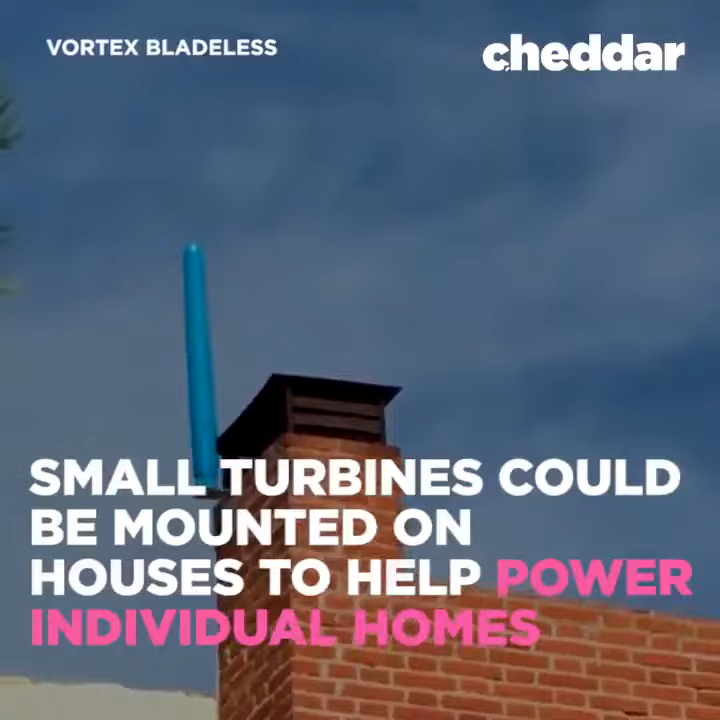 VORTEX BLADELESS
cheddar
SMALL TURBINES COULD
BE MOUNTED ON
HOUSES TO HELP POWER
INDIVIDUAL HOMES